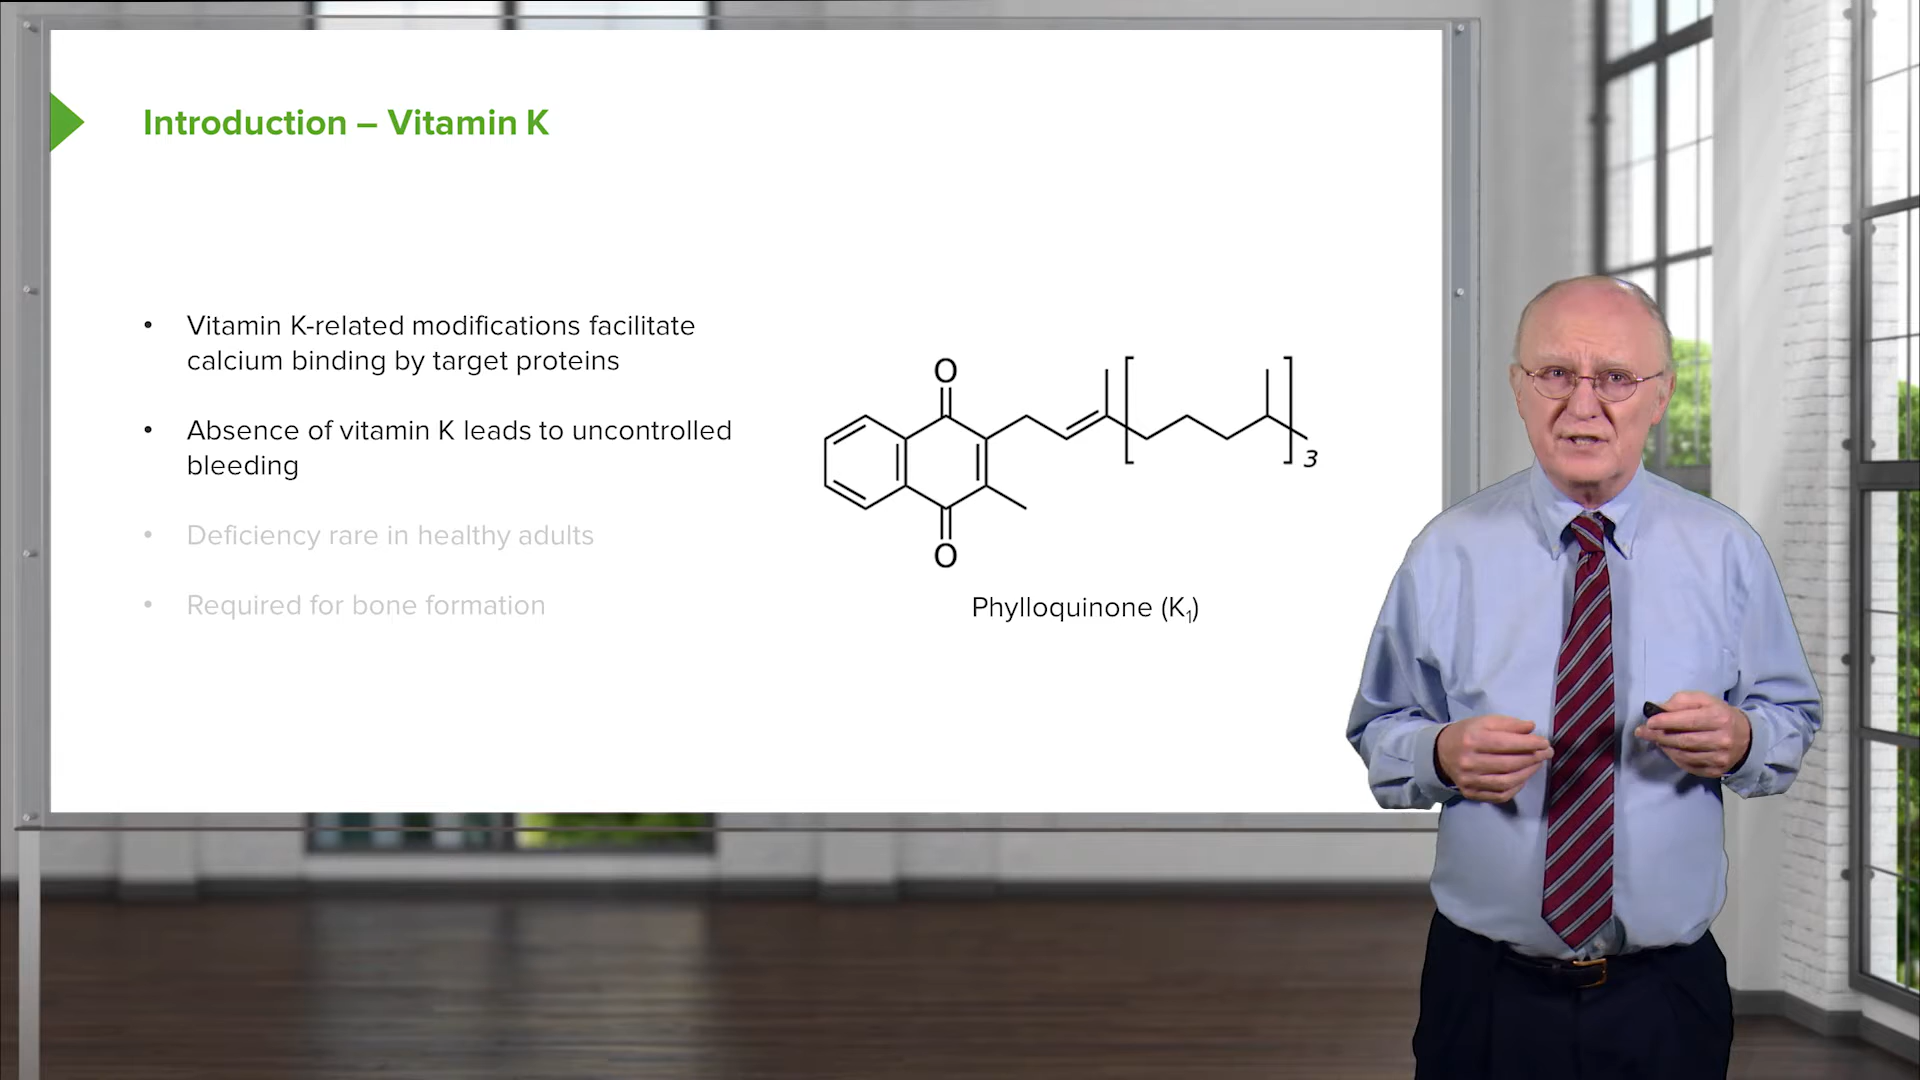 Introduction – Vitamin K
• Vitamin K-related modifications facilitate
calcium binding by target proteins
• Absence of vitamin K leads to uncontrolled
bleeding
• Deficiency rare in healthy adults
• Required for bone formation
O
O
3
Phylloquinone (K₁)